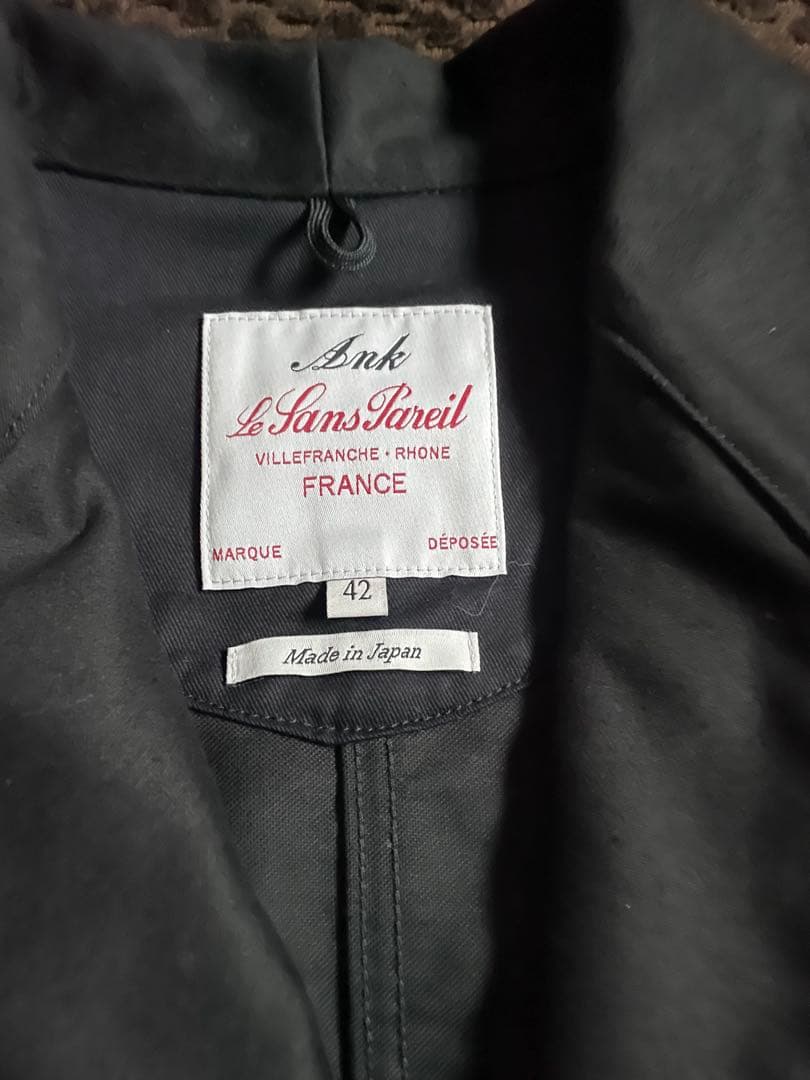 Ank
Le Sans Pareil
VILLEFRANCHE · RHONE
FRANCE
MARQUE DÉPOSÉE
42
Made in Japan